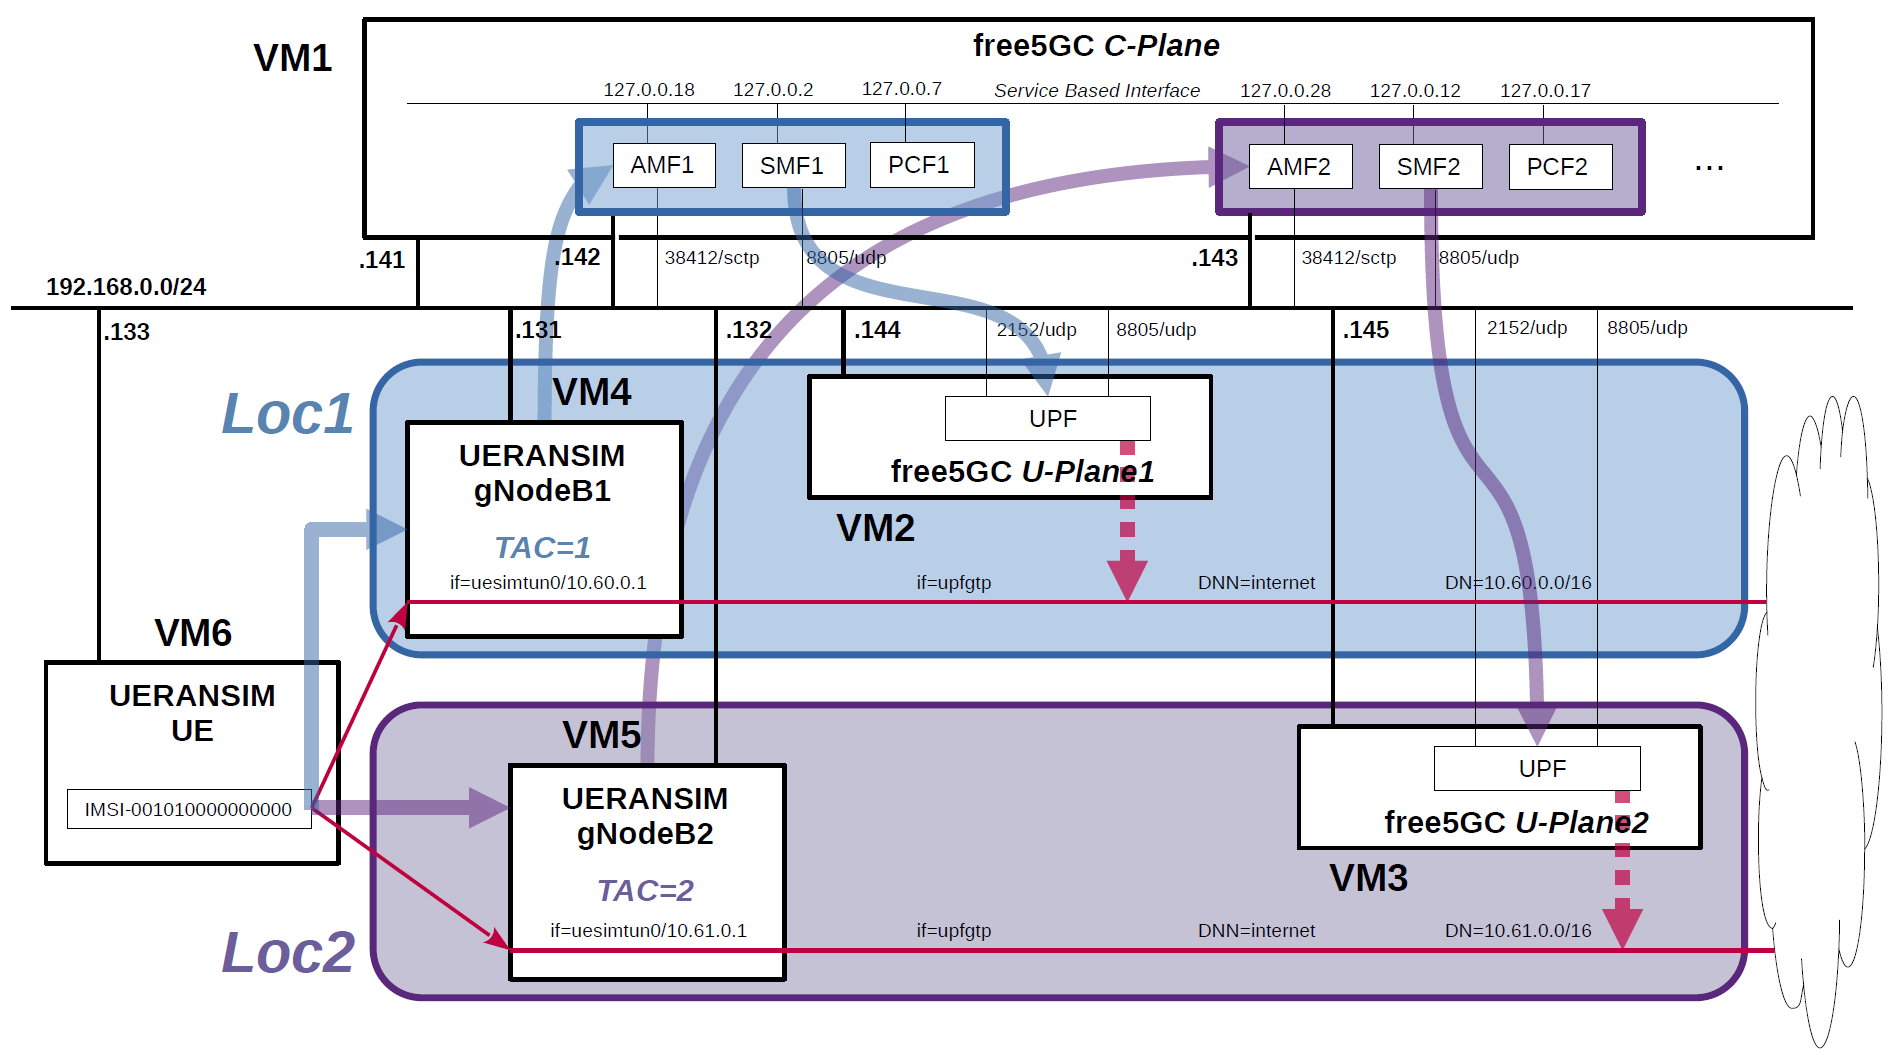 VM1
free5GC C-Plane
127.0.0.18
127.0.0.2
127.0.0.7
Service Based Interface
127.0.0.28
127.0.0.12
127.0.0.17
AMF1
SMF1
PCF1
AMF2
SMF2
PCF2
...
.141
.142
38412/sctp
8805/udp
.143
38412/sctp
8805/udp
192.168.0.0/24
.133
.131
.132
.144
2152/udp
8805/udp
.145
2152/udp
8805/udp
Loc1
VM4
UERANSIM
gNodeB1
TAC=1
if=uesimtun0/10.60.0.1
UPF
free5GC U-Plane1
VM2
if=upfgtp
DNN=internet
DN=10.60.0.0/16
VM6
UERANSIM
UE
IMSI-001010000000000
VM5
UERANSIM
gNodeB2
TAC=2
if=uesimtun0/10.61.0.1
UPF
free5GC U-Plane2
VM3
if=upfgtp
DNN=internet
DN=10.61.0.0/16
Loc2